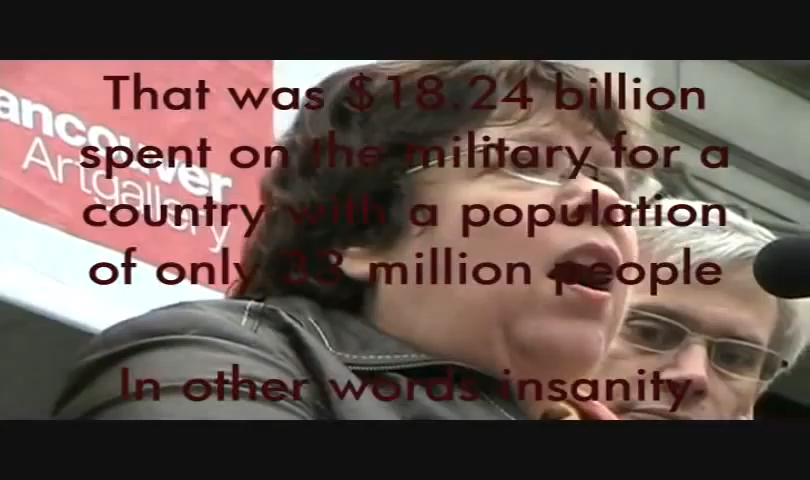 That was $18.24 billion
spent on the military for a
country with a population
of only 33 million people
In other words insanity
ancouver
Artgallery